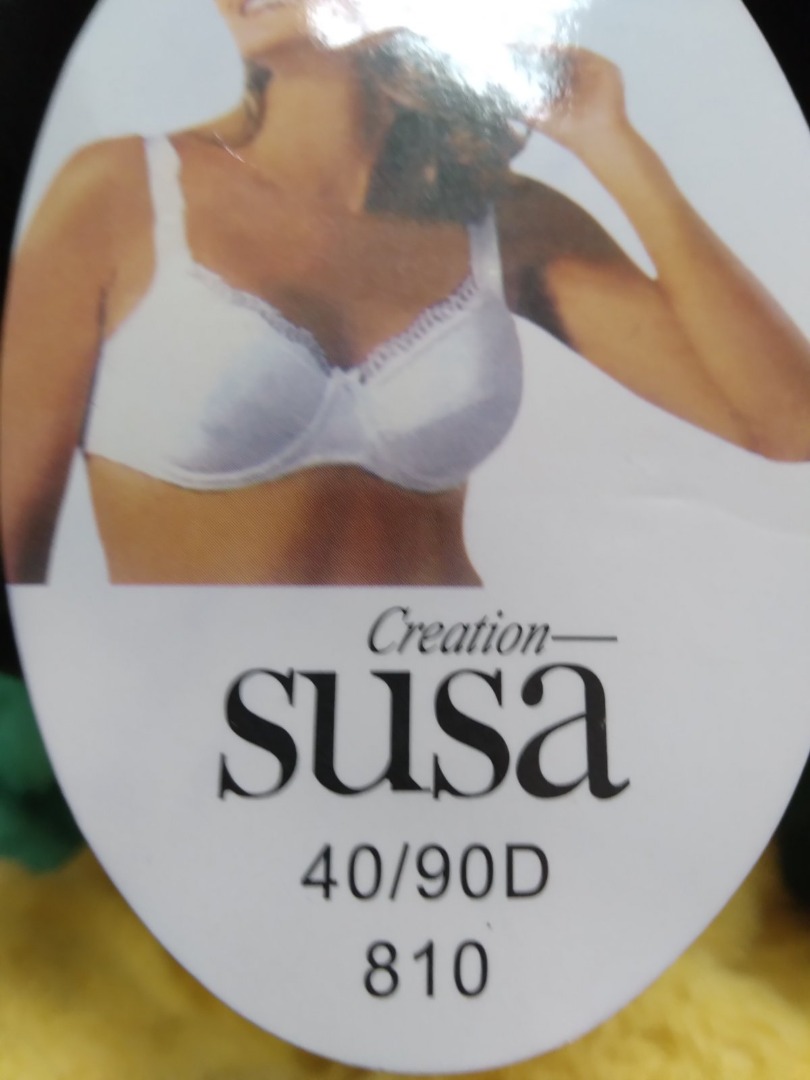 Creation—
susa
40/90D
810